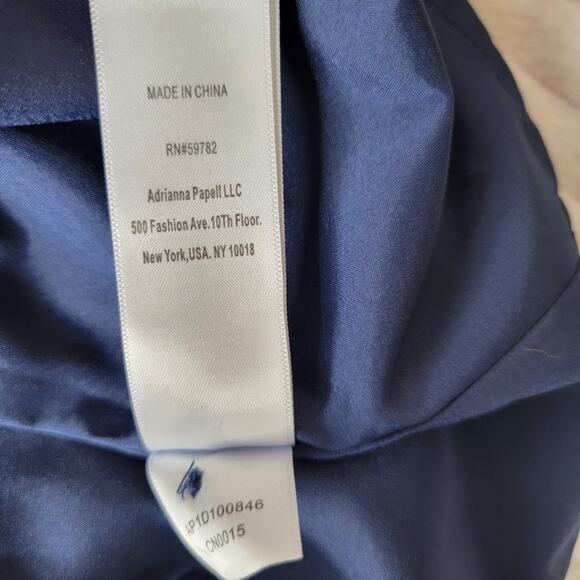 MADE IN CHINA
RN#59782
Adrianna Papell LLC
500 Fashion Ave.10Th Floor.
New York,USA. NY 10018
AP1D100846
CN0015